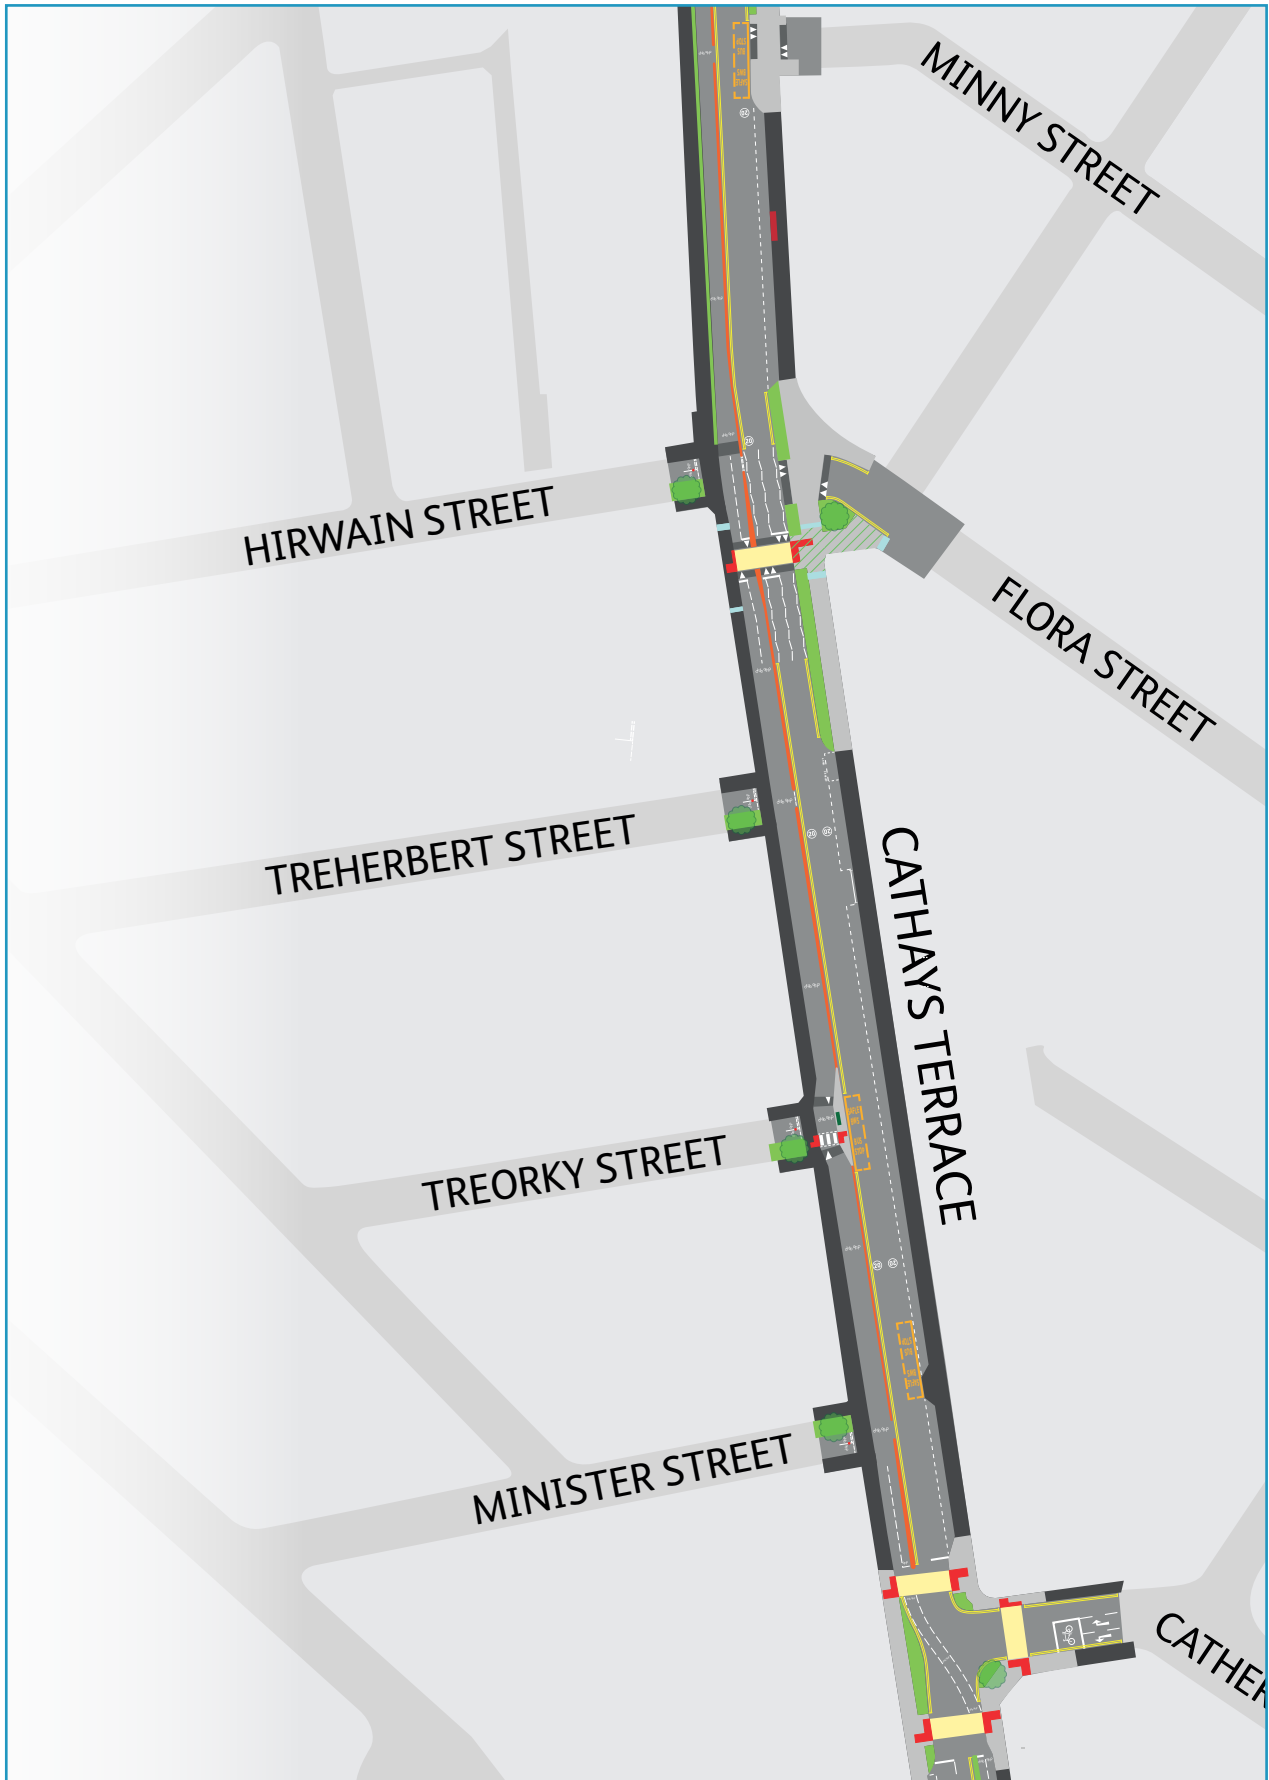 MINNY STREET
HIRWAIN STREET
FLORA STREET
TREHERBERT STREET
CATHAYS TERRACE
TREORKY STREET
MINISTER STREET
CATHER